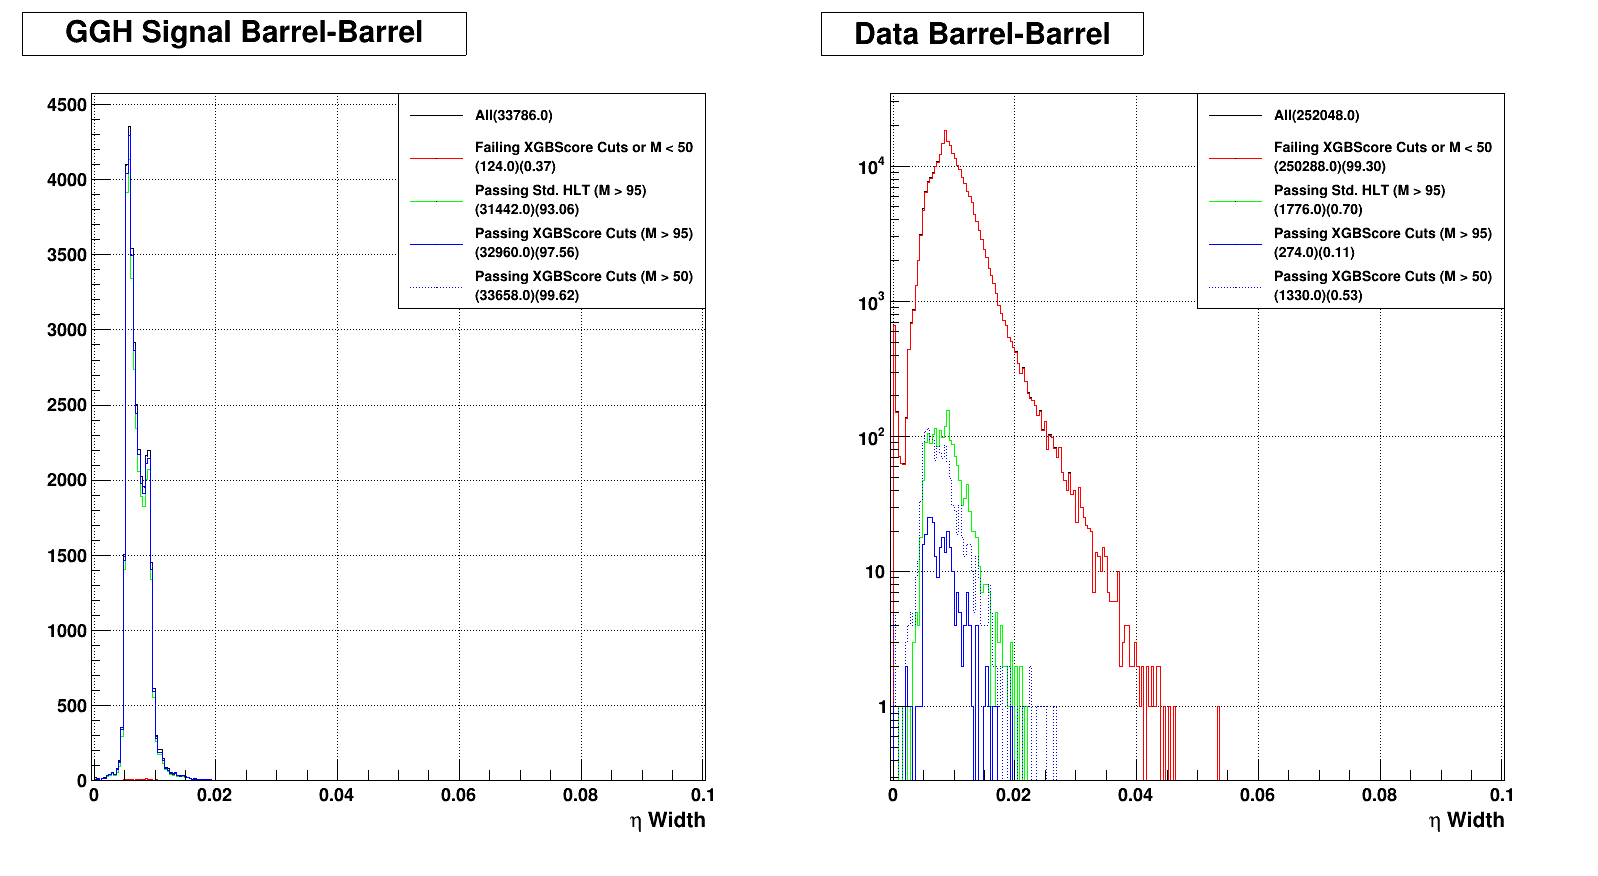 GGH Signal Barrel-Barrel
4500
4000
3500
3000
2500
2000
1500
1000
500
0
All(33786.0)
Failing XGBScore Cuts or M < 50
(124.0)(0.37)
Passing Std. HLT (M > 95)
(31442.0)(93.06)
Passing XGBScore Cuts (M > 95)
(32960.0)(97.56)
Passing XGBScore Cuts (M > 50)
(33658.0)(99.62)
0 0.02 0.04 0.06 0.08 0.1
η Width
Data Barrel-Barrel
10⁴
10³
10²
10
1
All(252048.0)
Failing XGBScore Cuts or M < 50
(250288.0)(99.30)
Passing Std. HLT (M > 95)
(1776.0)(0.70)
Passing XGBScore Cuts (M > 95)
(274.0)(0.11)
Passing XGBScore Cuts (M > 50)
(1330.0)(0.53)
0 0.02 0.04 0.06 0.08 0.1
η Width